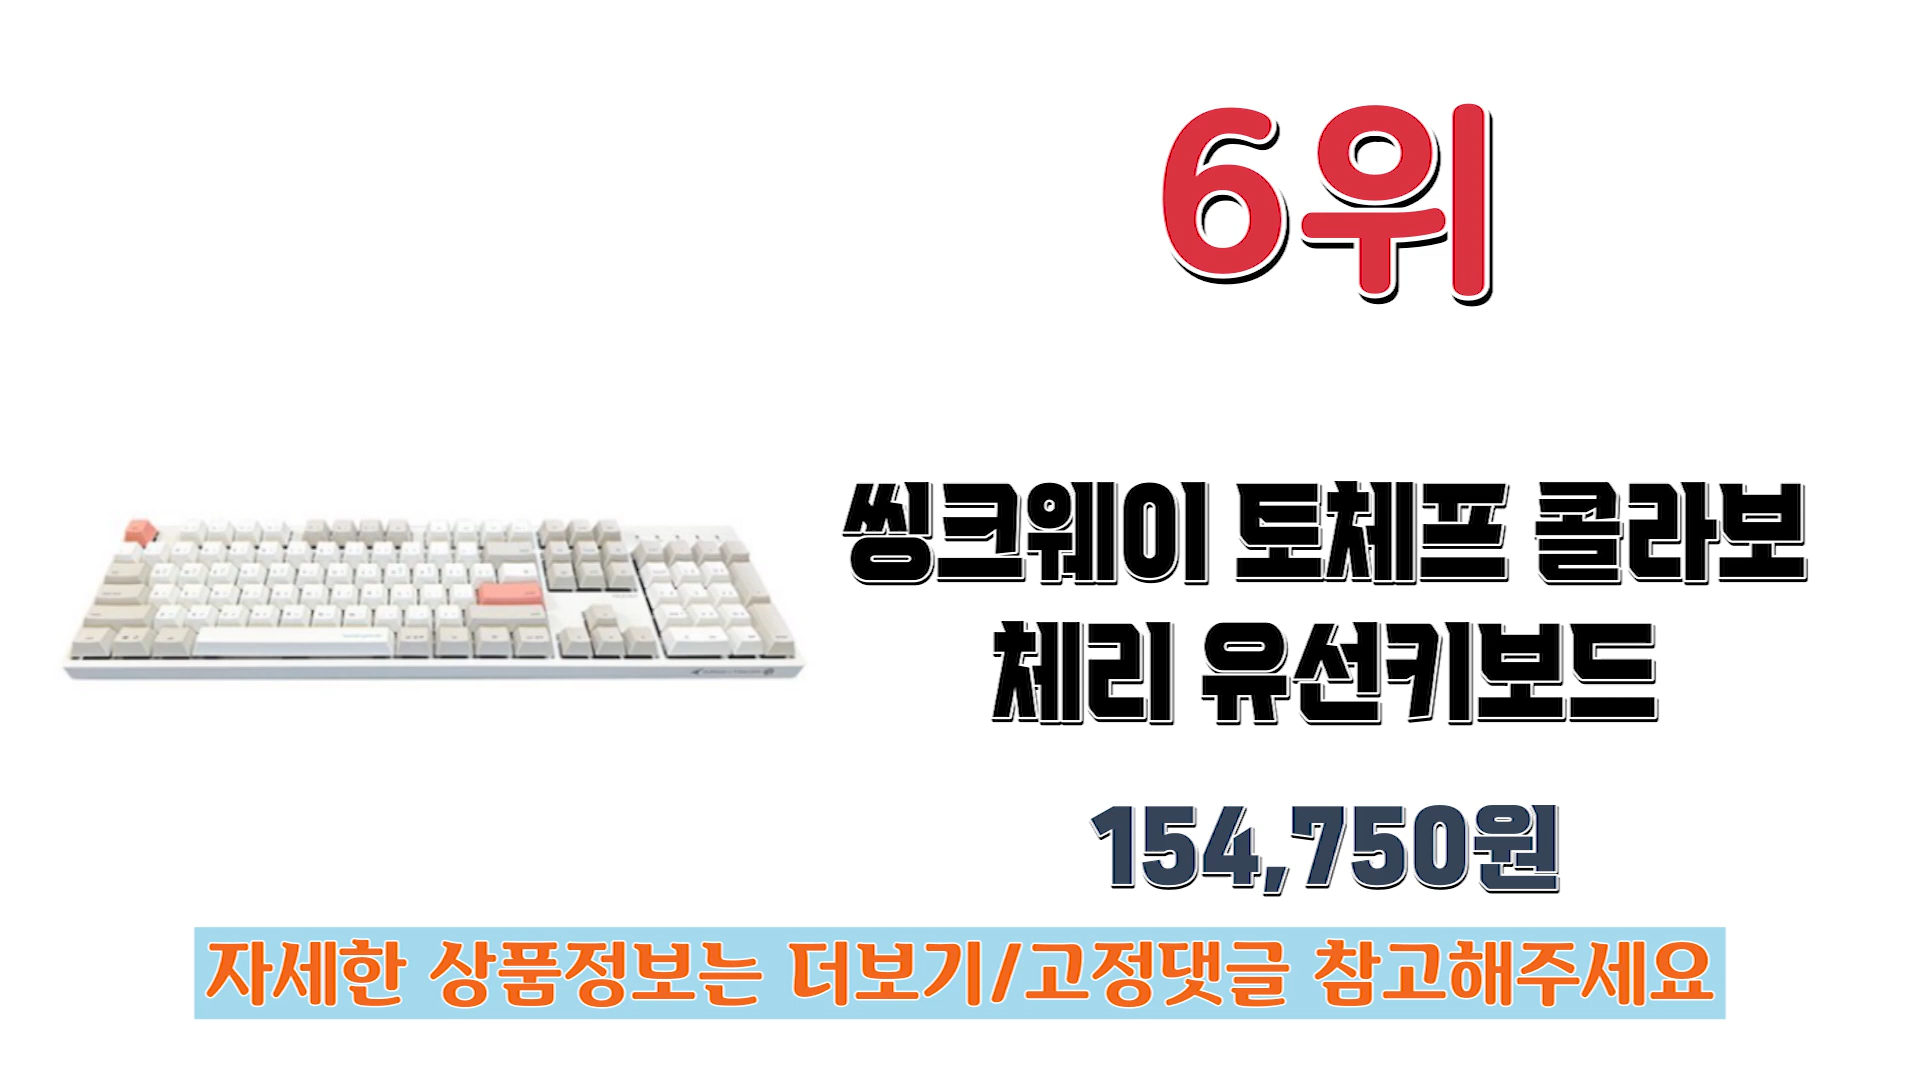 6위
씽크웨이 토체프 콜라보
체리 유선키보드
154,750원
자세한 상품정보는 더보기/고정댓글 참고해주세요